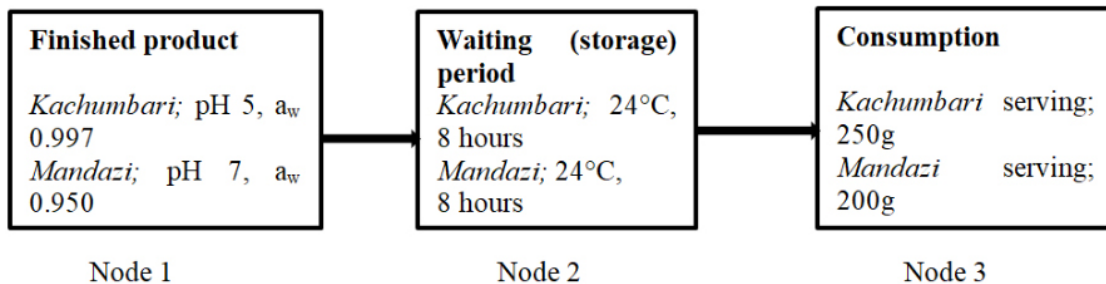 Finished product
Kachumbari; pH 5, aw
0.997
Mandazi; pH 7, aw
0.950
Waiting (storage)
period
Kachumbari; 24°C,
8 hours
Mandazi; 24°C,
8 hours
Consumption
Kachumbari serving;
250g
Mandazi serving;
200g
Node 1
Node 2
Node 3